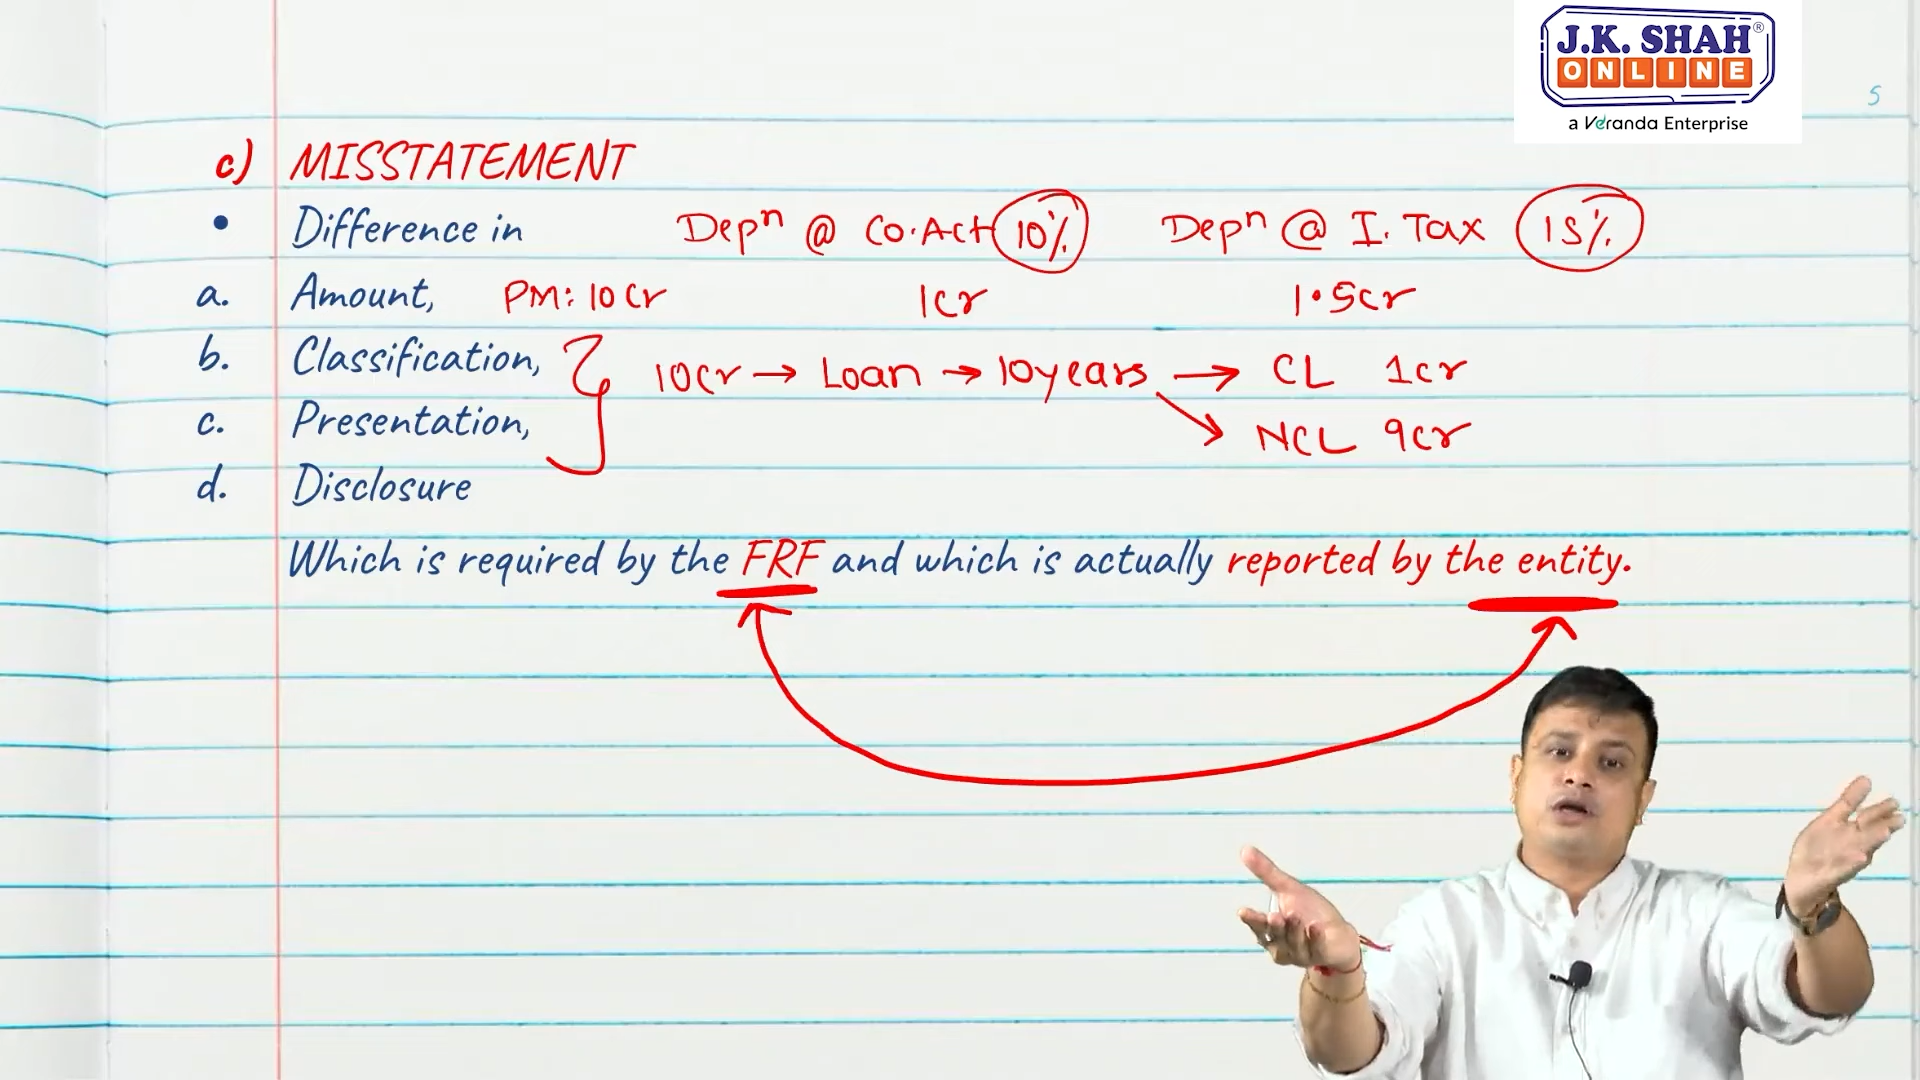 J.K. SHAH®
ONLINE
a Veranda Enterprise
5
c) MISSTATEMENT
• Difference in Depⁿ @ Co. Act 10% Depⁿ @ I. Tax 15%
a. Amount, PM: 10 Cr 1cr 1.5cr
b. Classification, 10cr → Loan → 10years → CL 1cr
c. Presentation, NCL 9cr
d. Disclosure
Which is required by the FRF and which is actually reported by the entity.